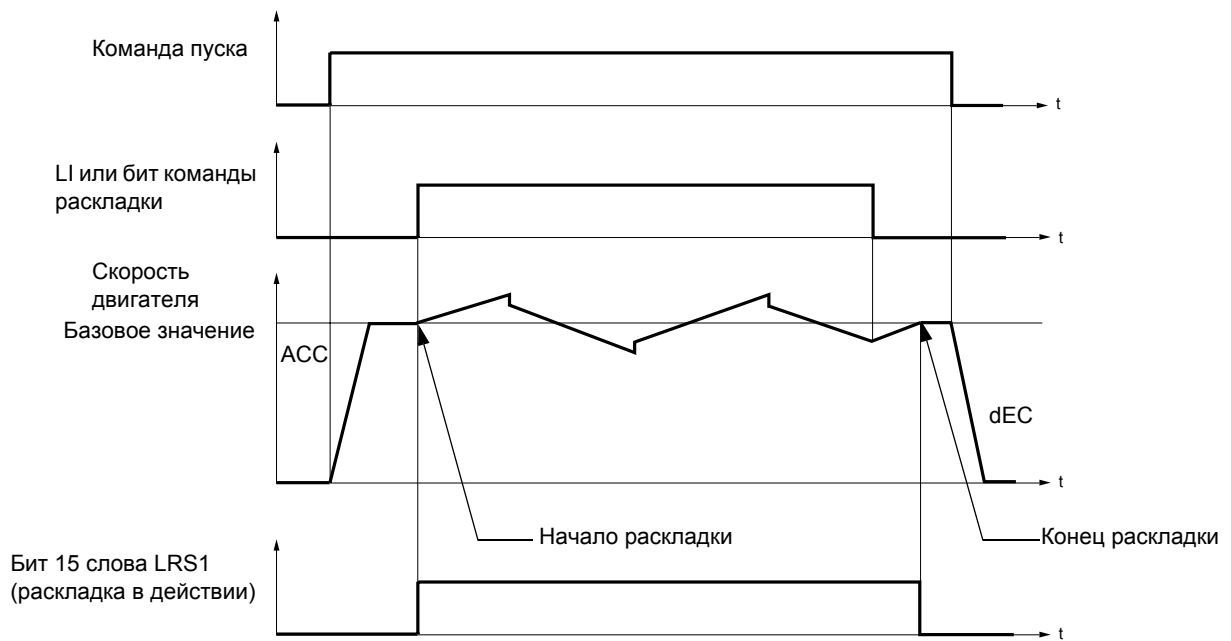 Команда пуска
t
LI или бит команды
раскладки
t
Скорость
двигателя
Базовое значение
ACC
dEC
t
Начало раскладки
Конец раскладки
Бит 15 слова LRS1
(раскладка в действии)
t